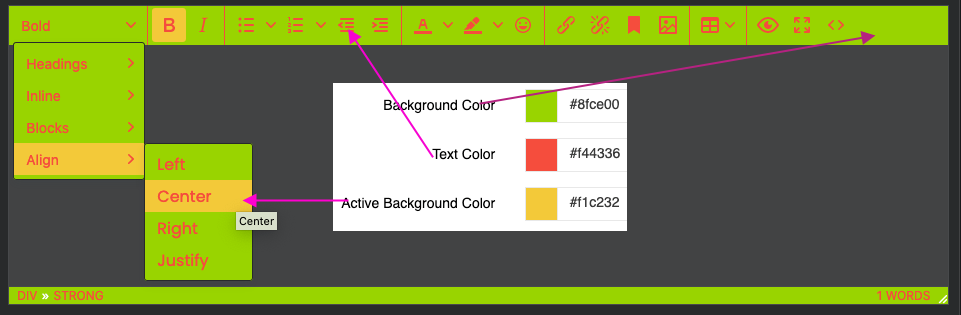 Bold
B I
A
Headings
Inline
Blocks
Align
Left
Center
Right
Justify
Center
Background Color #8fce00
Text Color #f44336
Active Background Color #f1c232
DIV » STRONG
1 WORDS